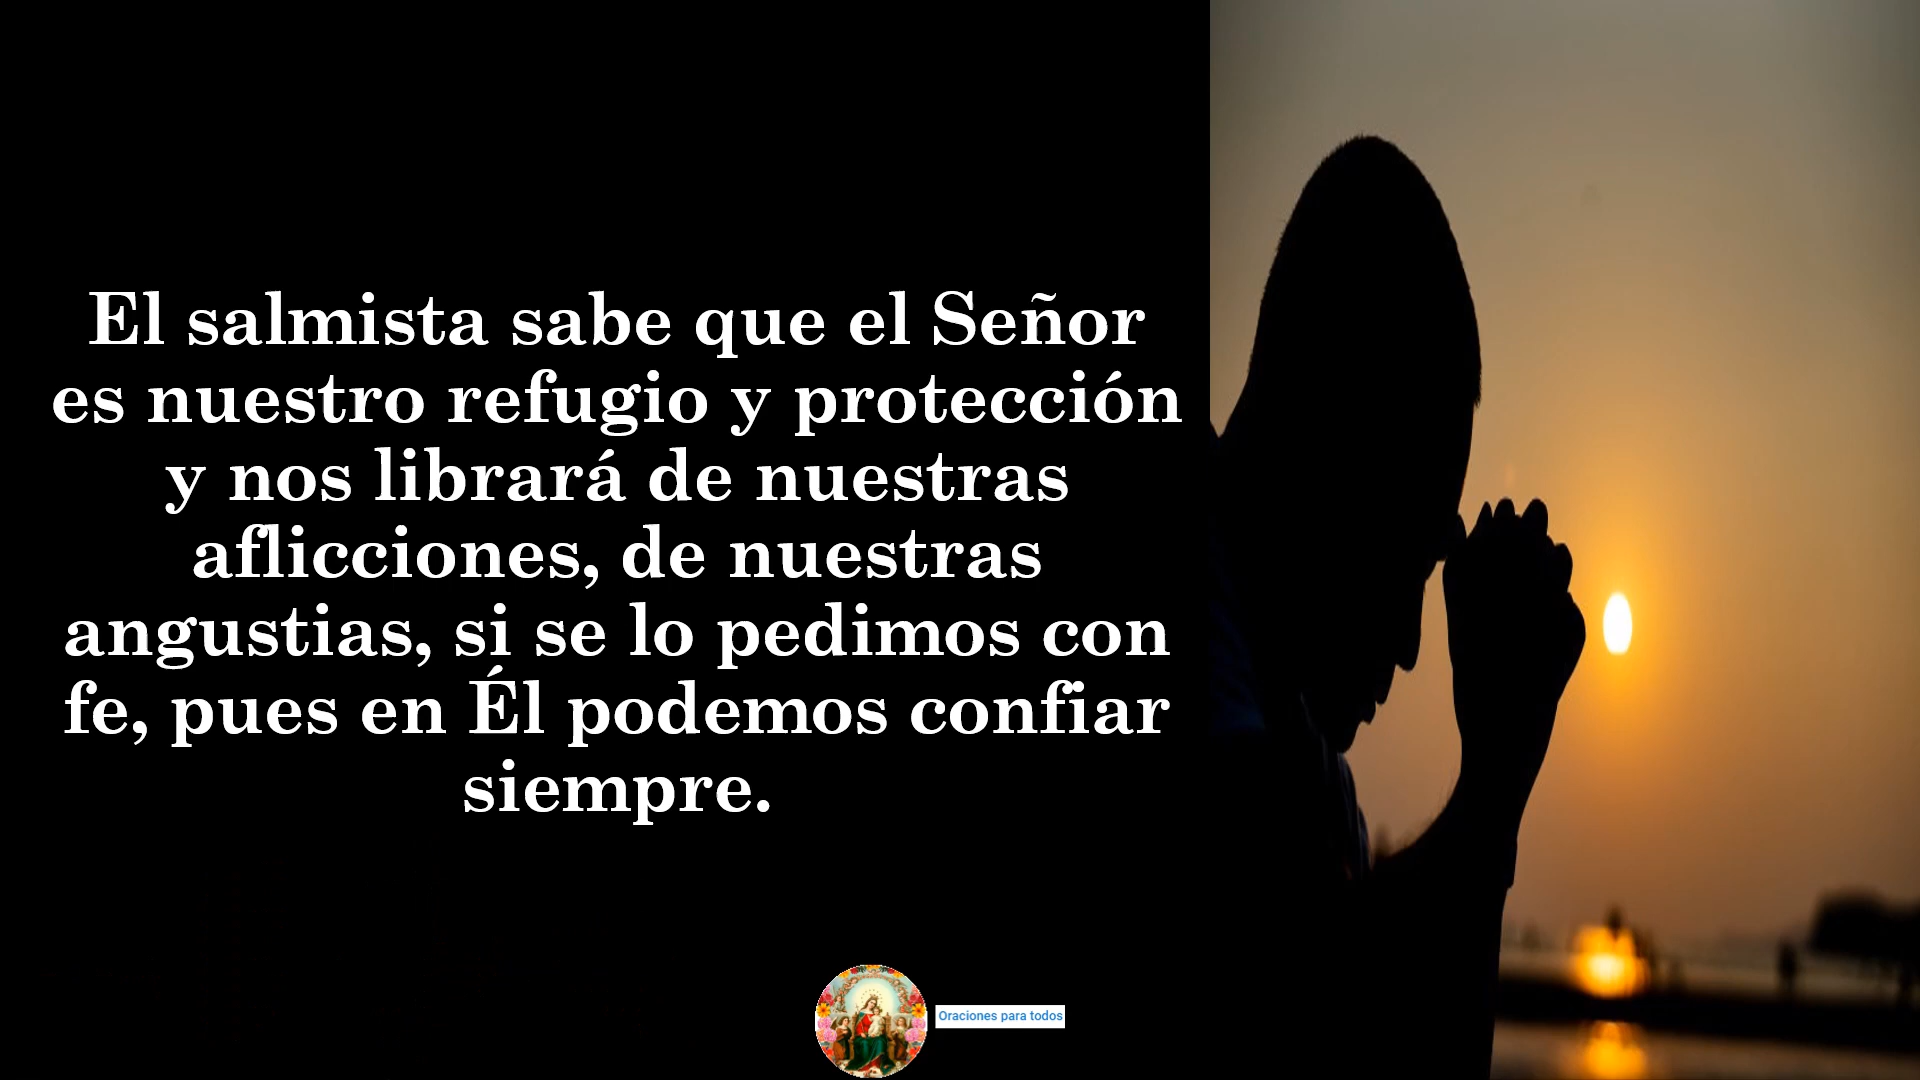 El salmista sabe que el Señor
es nuestro refugio y protección
y nos librará de nuestras
aflicciones, de nuestras
angustias, si se lo pedimos con
fe, pues en Él podemos confiar
siempre.
Oraciones para todos